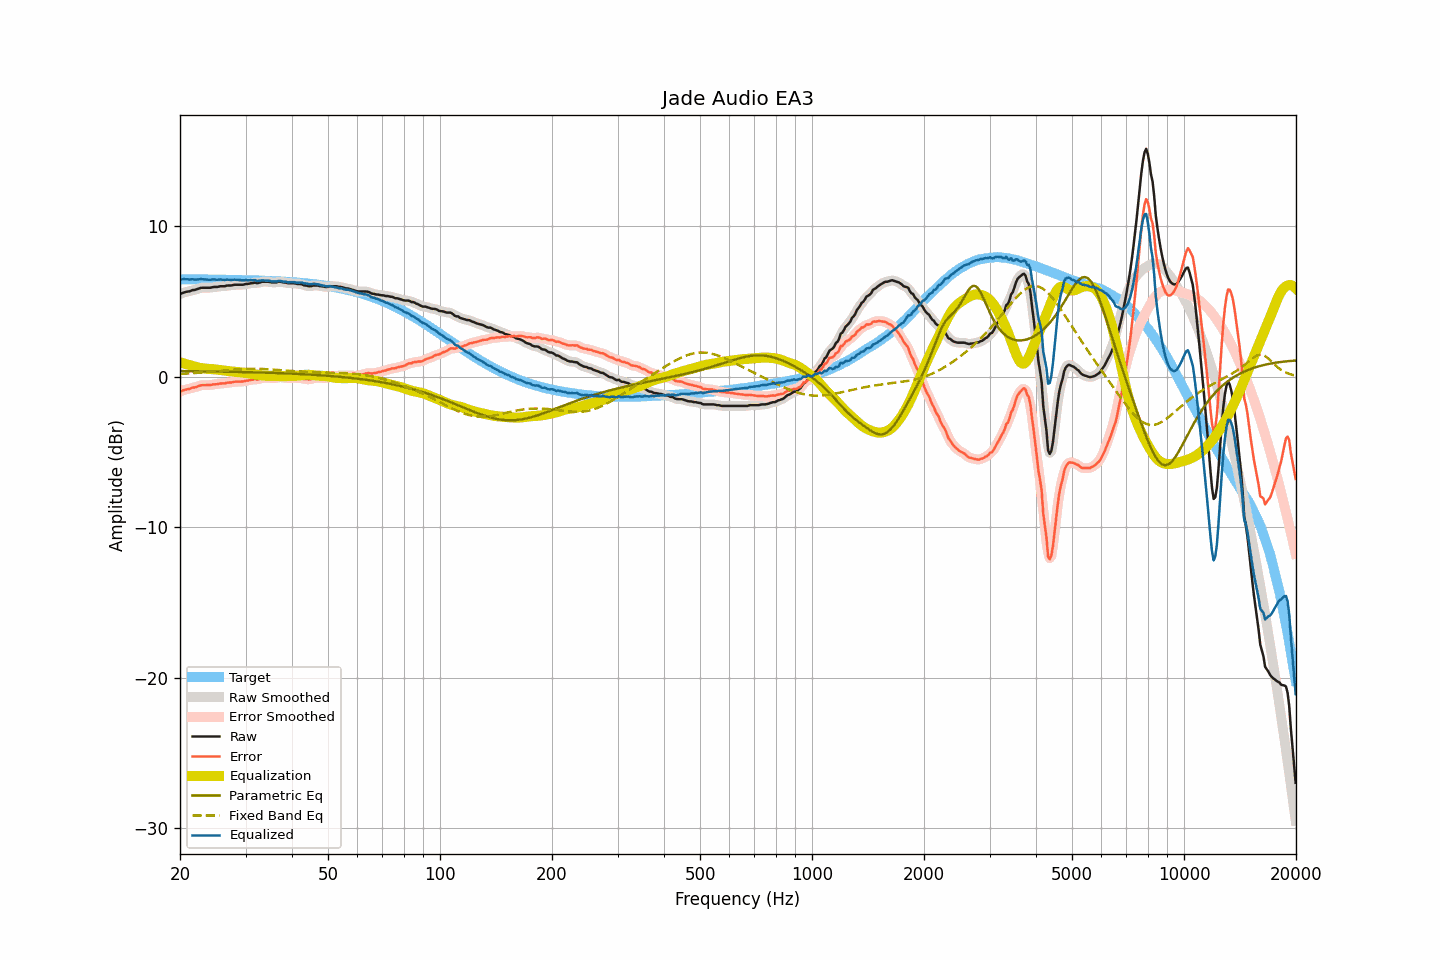 Jade Audio EA3
10
0
−10
−20
−30
Amplitude (dBr)
Target
Raw Smoothed
Error Smoothed
Raw
Error
Equalization
Parametric Eq
Fixed Band Eq
Equalized
20 50 100 200 500 1000 2000 5000 10000 20000
Frequency (Hz)